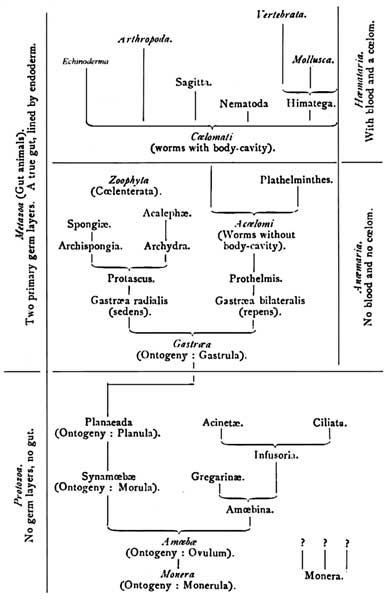 Vertebrata.
Arthropoda.
Mollusca.
Echinoderma
Sagitta.
Nematoda
Himatega.
Cœlomati
(worms with body-cavity).
Hæmataria.
With blood and a cœlom.
Metazoa (Gut animals).
Two primary germ layers. A true gut, lined by endoderm.
Zoophyta
(Cœlenterata).
Plathelminthes.
Spongiæ.
Acalephæ.
Acœlomi
(Worms without
body-cavity).
Archispongia.
Archydra.
Protascus.
Prothelmis.
Gastræa radialis
(sedens).
Gastræa bilateralis
(repens).
Anæmaria.
No blood and no cœlom.
Gastræa
(Ontogeny : Gastrula).
Protozoa.
No germ layers, no gut.
Planaeada
(Ontogeny : Planula).
Acinetæ.
Ciliata.
Infusoria.
Synamœbæ
(Ontogeny : Morula).
Gregarinæ.
Amœbina.
Amœbæ
(Ontogeny : Ovulum).
Monera
(Ontogeny : Monerula).
? ? ?
Monera.